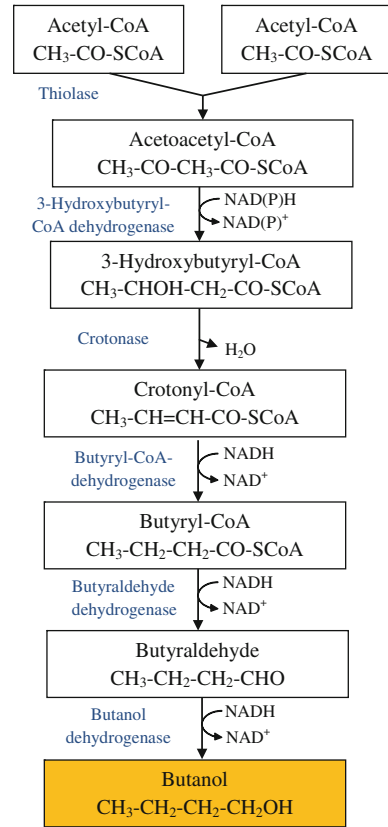 Acetyl-CoA
CH₃-CO-SCoA
Acetyl-CoA
CH₃-CO-SCoA
Thiolase
Acetoacetyl-CoA
CH₃-CO-CH₃-CO-SCoA
3-Hydroxybutyryl-
CoA dehydrogenase
NAD(P)H
NAD(P)⁺
3-Hydroxybutyryl-CoA
CH₃-CHOH-CH₂-CO-SCoA
Crotonase
H₂O
Crotonyl-CoA
CH₃-CH=CH-CO-SCoA
Butyryl-CoA-
dehydrogenase
NADH
NAD⁺
Butyryl-CoA
CH₃-CH₂-CH₂-CO-SCoA
Butyraldehyde
dehydrogenase
NADH
NAD⁺
Butyraldehyde
CH₃-CH₂-CH₂-CHO
Butanol
dehydrogenase
NADH
NAD⁺
Butanol
CH₃-CH₂-CH₂-CH₂OH